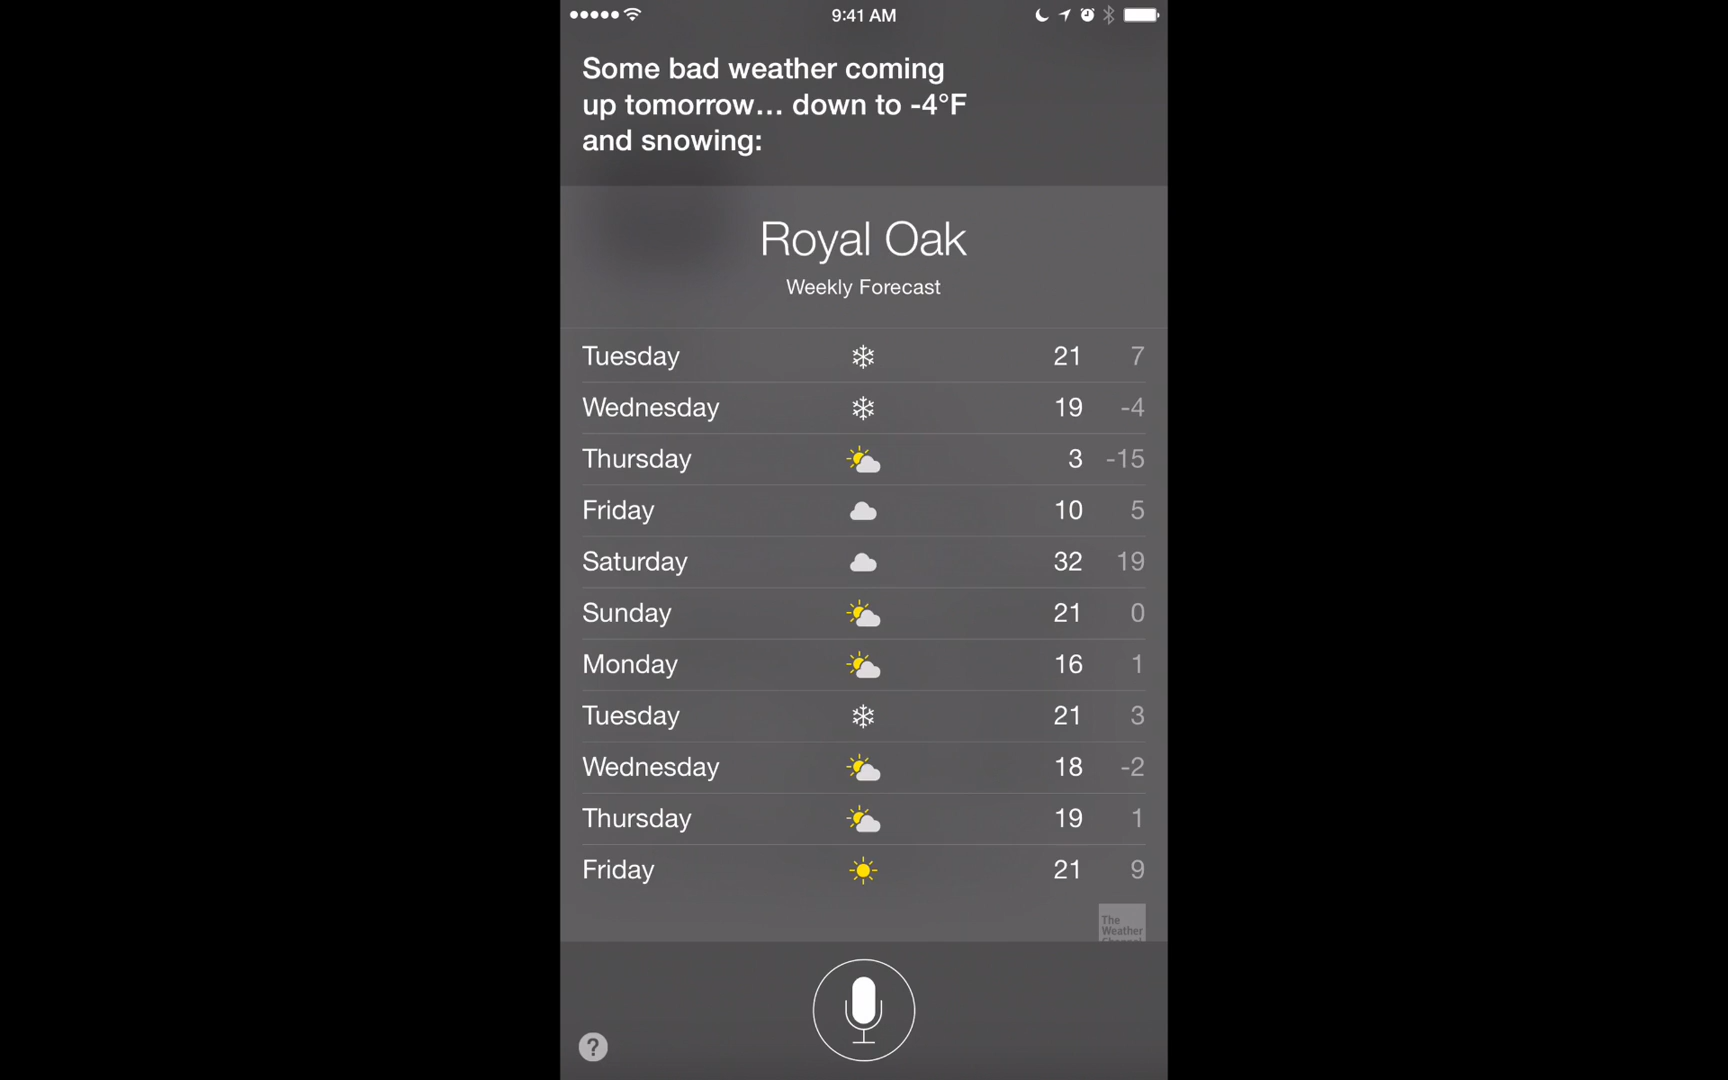 9:41 AM
Some bad weather coming
up tomorrow... down to -4°F
and snowing:
Royal Oak
Weekly Forecast
Tuesday 21 7
Wednesday 19 -4
Thursday 3 -15
Friday 10 5
Saturday 32 19
Sunday 21 0
Monday 16 1
Tuesday 21 3
Wednesday 18 -2
Thursday 19 1
Friday 21 9
The
Weather
Channel
?